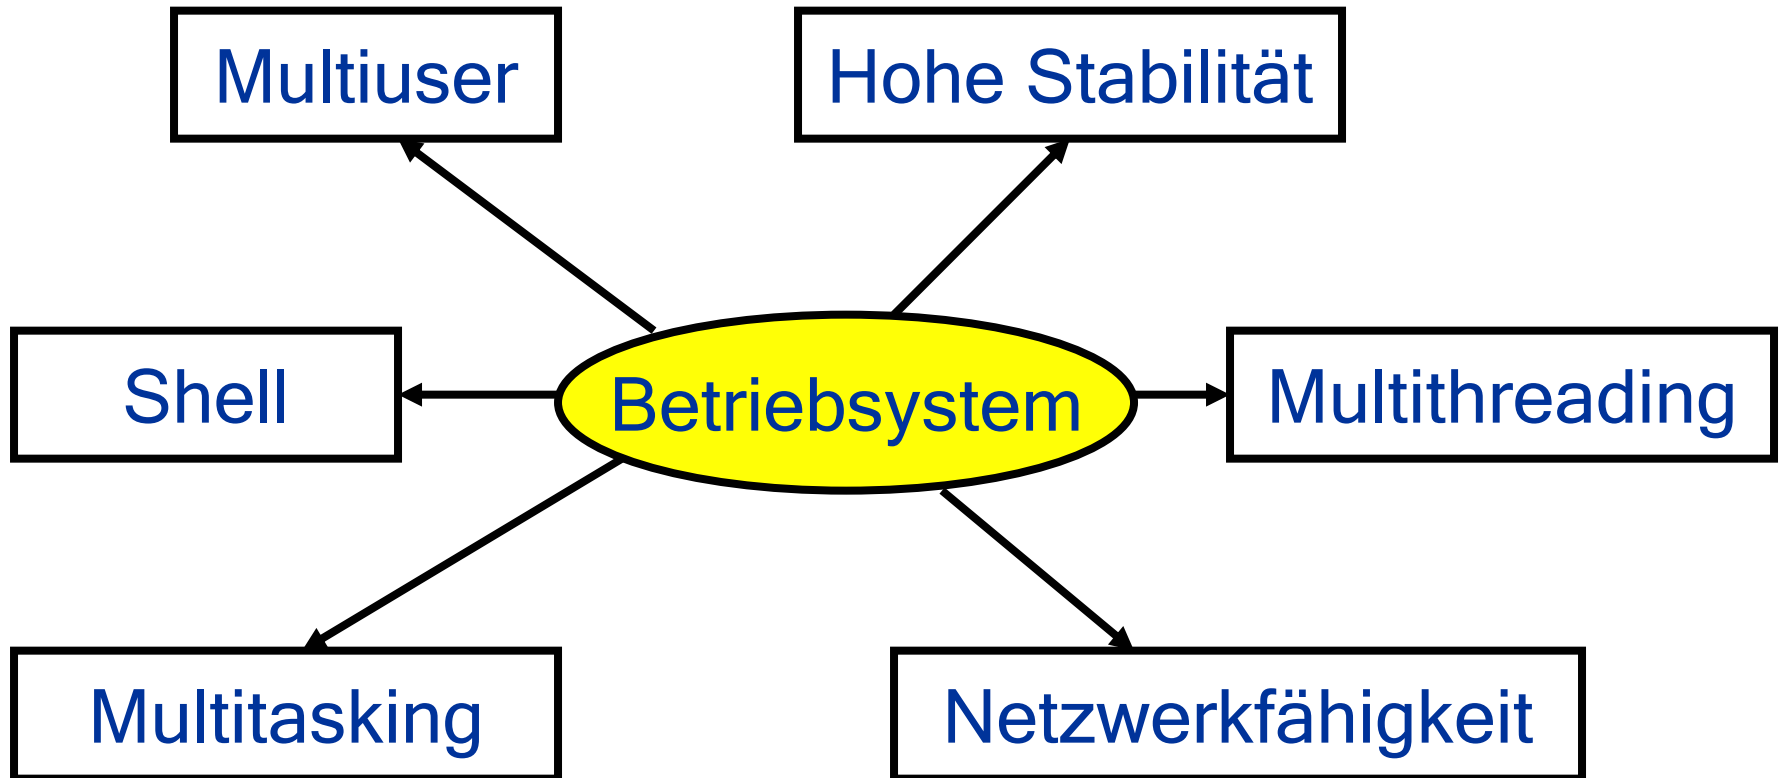 Multiuser
Hohe Stabilität
Shell
Betriebsystem
Multithreading
Multitasking
Netzwerkfähigkeit